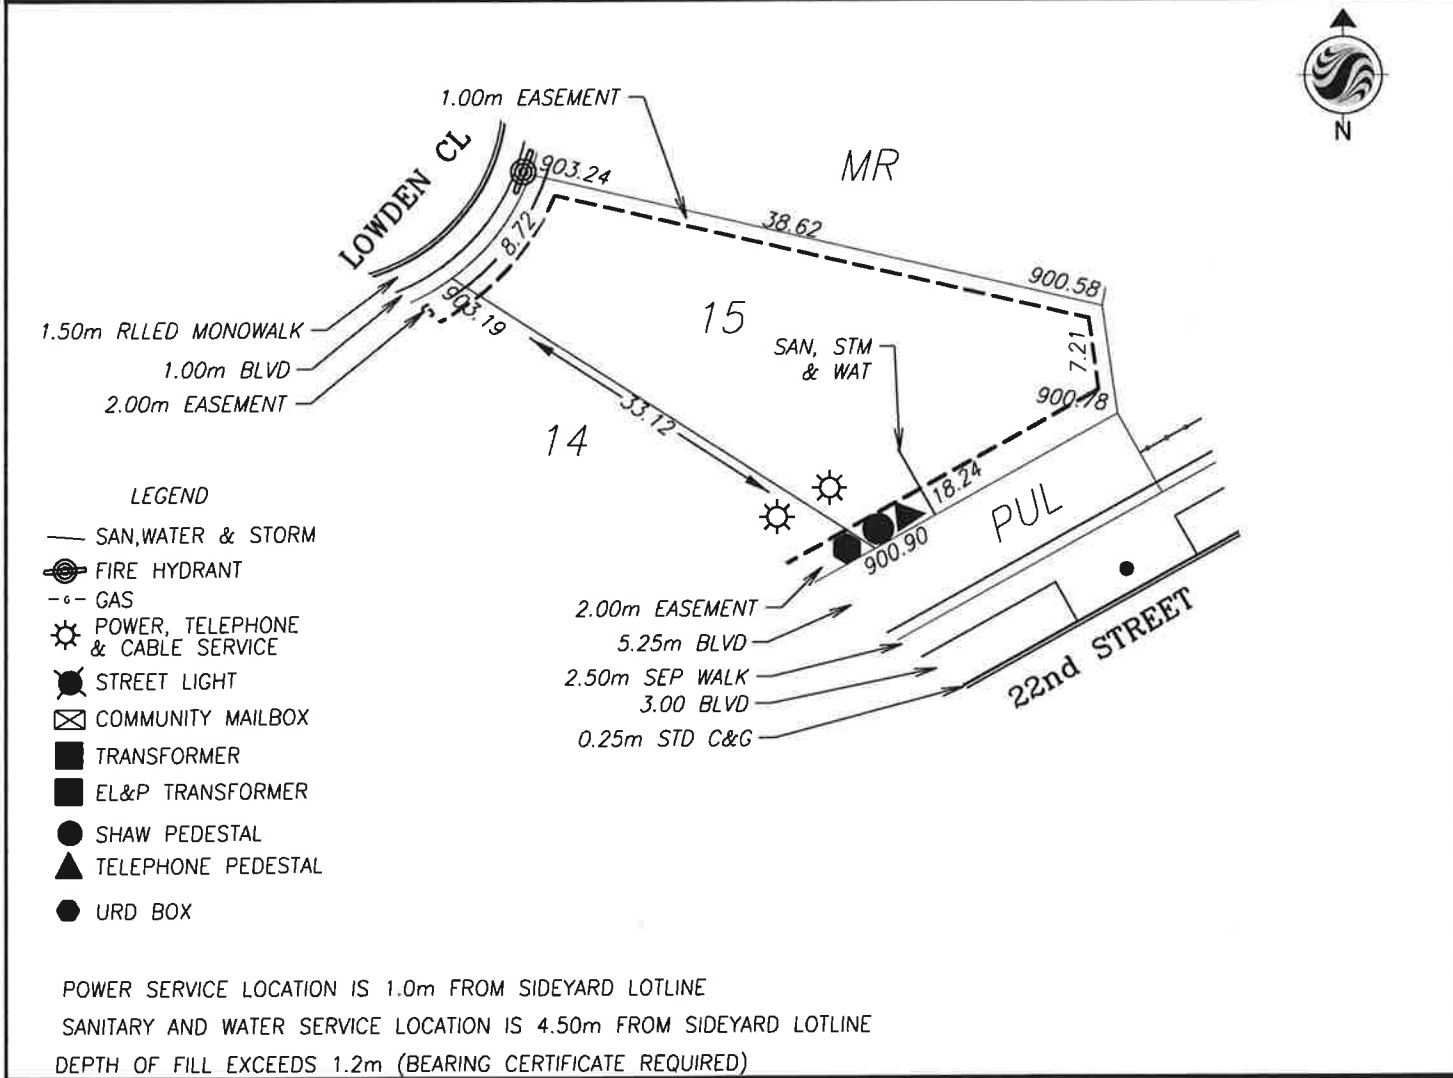 N
1.00m EASEMENT
MR
LOWDEN CL
903.24
38.62
8.72
900.58
903.19
15
7.21
1.50m RLLED MONOWALK
1.00m BLVD
2.00m EASEMENT
SAN, STM
& WAT
900.78
33.12
14
18.24
PUL
900.90
2.00m EASEMENT
5.25m BLVD
2.50m SEP WALK
3.00 BLVD
0.25m STD C&G
22nd STREET
LEGEND
SAN,WATER & STORM
FIRE HYDRANT
G GAS
POWER, TELEPHONE
& CABLE SERVICE
STREET LIGHT
COMMUNITY MAILBOX
TRANSFORMER
EL&P TRANSFORMER
SHAW PEDESTAL
TELEPHONE PEDESTAL
URD BOX
POWER SERVICE LOCATION IS 1.0m FROM SIDEYARD LOTLINE
SANITARY AND WATER SERVICE LOCATION IS 4.50m FROM SIDEYARD LOTLINE
DEPTH OF FILL EXCEEDS 1.2m (BEARING CERTIFICATE REQUIRED)